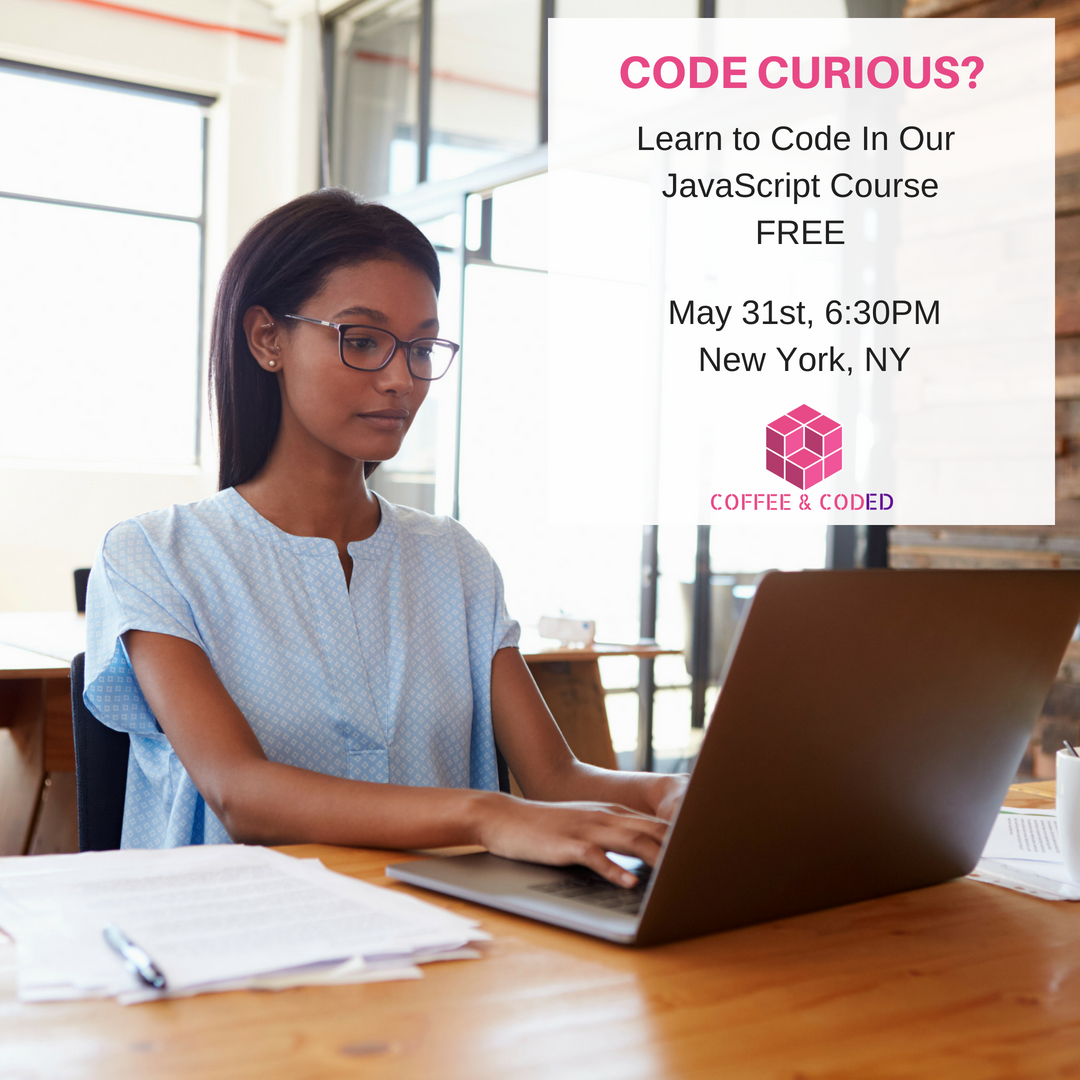 CODE CURIOUS?
Learn to Code In Our
JavaScript Course
FREE
May 31st, 6:30PM
New York, NY
COFFEE & CODED